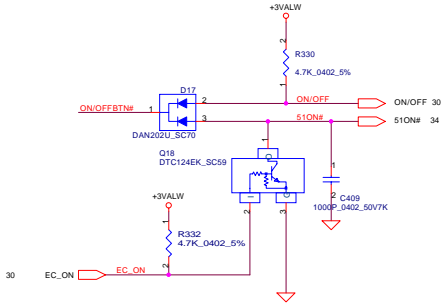 +3VALW
2
R330
4.7K_0402_5%
1
D17
ON/OFFBTN#
1
2
ON/OFF
ON/OFF 30
3
51ON#
51ON# 34
DAN202U_SC70
Q18
DTC124EK_SC59
1
O
I
G
2
3
1
2
C409
1000P_0402_50V7K
+3VALW
1
R332
4.7K_0402_5%
2
30
EC_ON
EC_ON